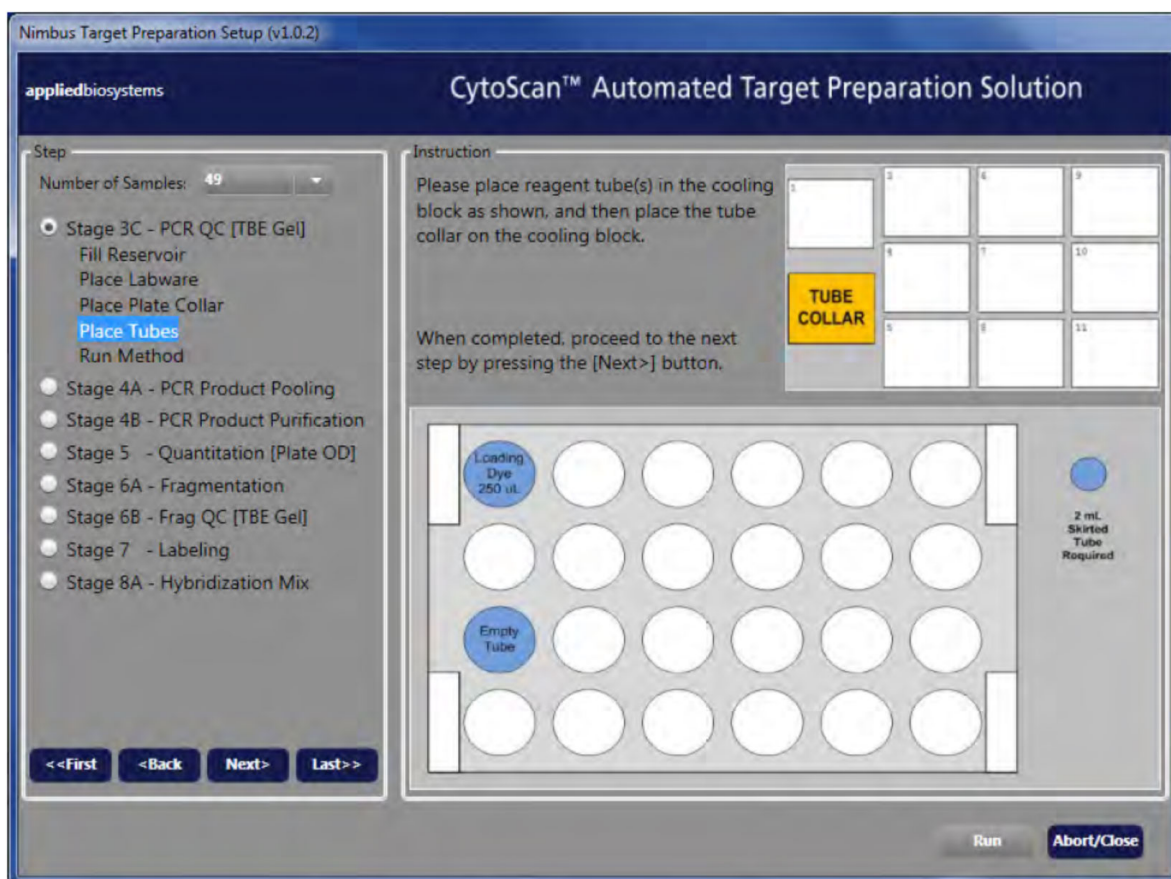 Nimbus Target Preparation Setup (v1.0.2)
appliedbiosystems
CytoScan™ Automated Target Preparation Solution
Step
Number of Samples: 49
Stage 3C - PCR QC [TBE Gel]
Fill Reservoir
Place Labware
Place Plate Collar
Place Tubes
Run Method
Stage 4A - PCR Product Pooling
Stage 4B - PCR Product Purification
Stage 5 - Quantitation [Plate OD]
Stage 6A - Fragmentation
Stage 6B - Frag QC [TBE Gel]
Stage 7 - Labeling
Stage 8A - Hybridization Mix
<<First
<Back
Next>
Last>>
Instruction
Please place reagent tube(s) in the cooling
block as shown, and then place the tube
collar on the cooling block.
When completed, proceed to the next
step by pressing the [Next>] button.
1
TUBE
COLLAR
6
9
7
10
8
11
Loading
Dye
250 uL
Empty
Tube
2 mL
Skirted
Tube
Required
Run
Abort/Close